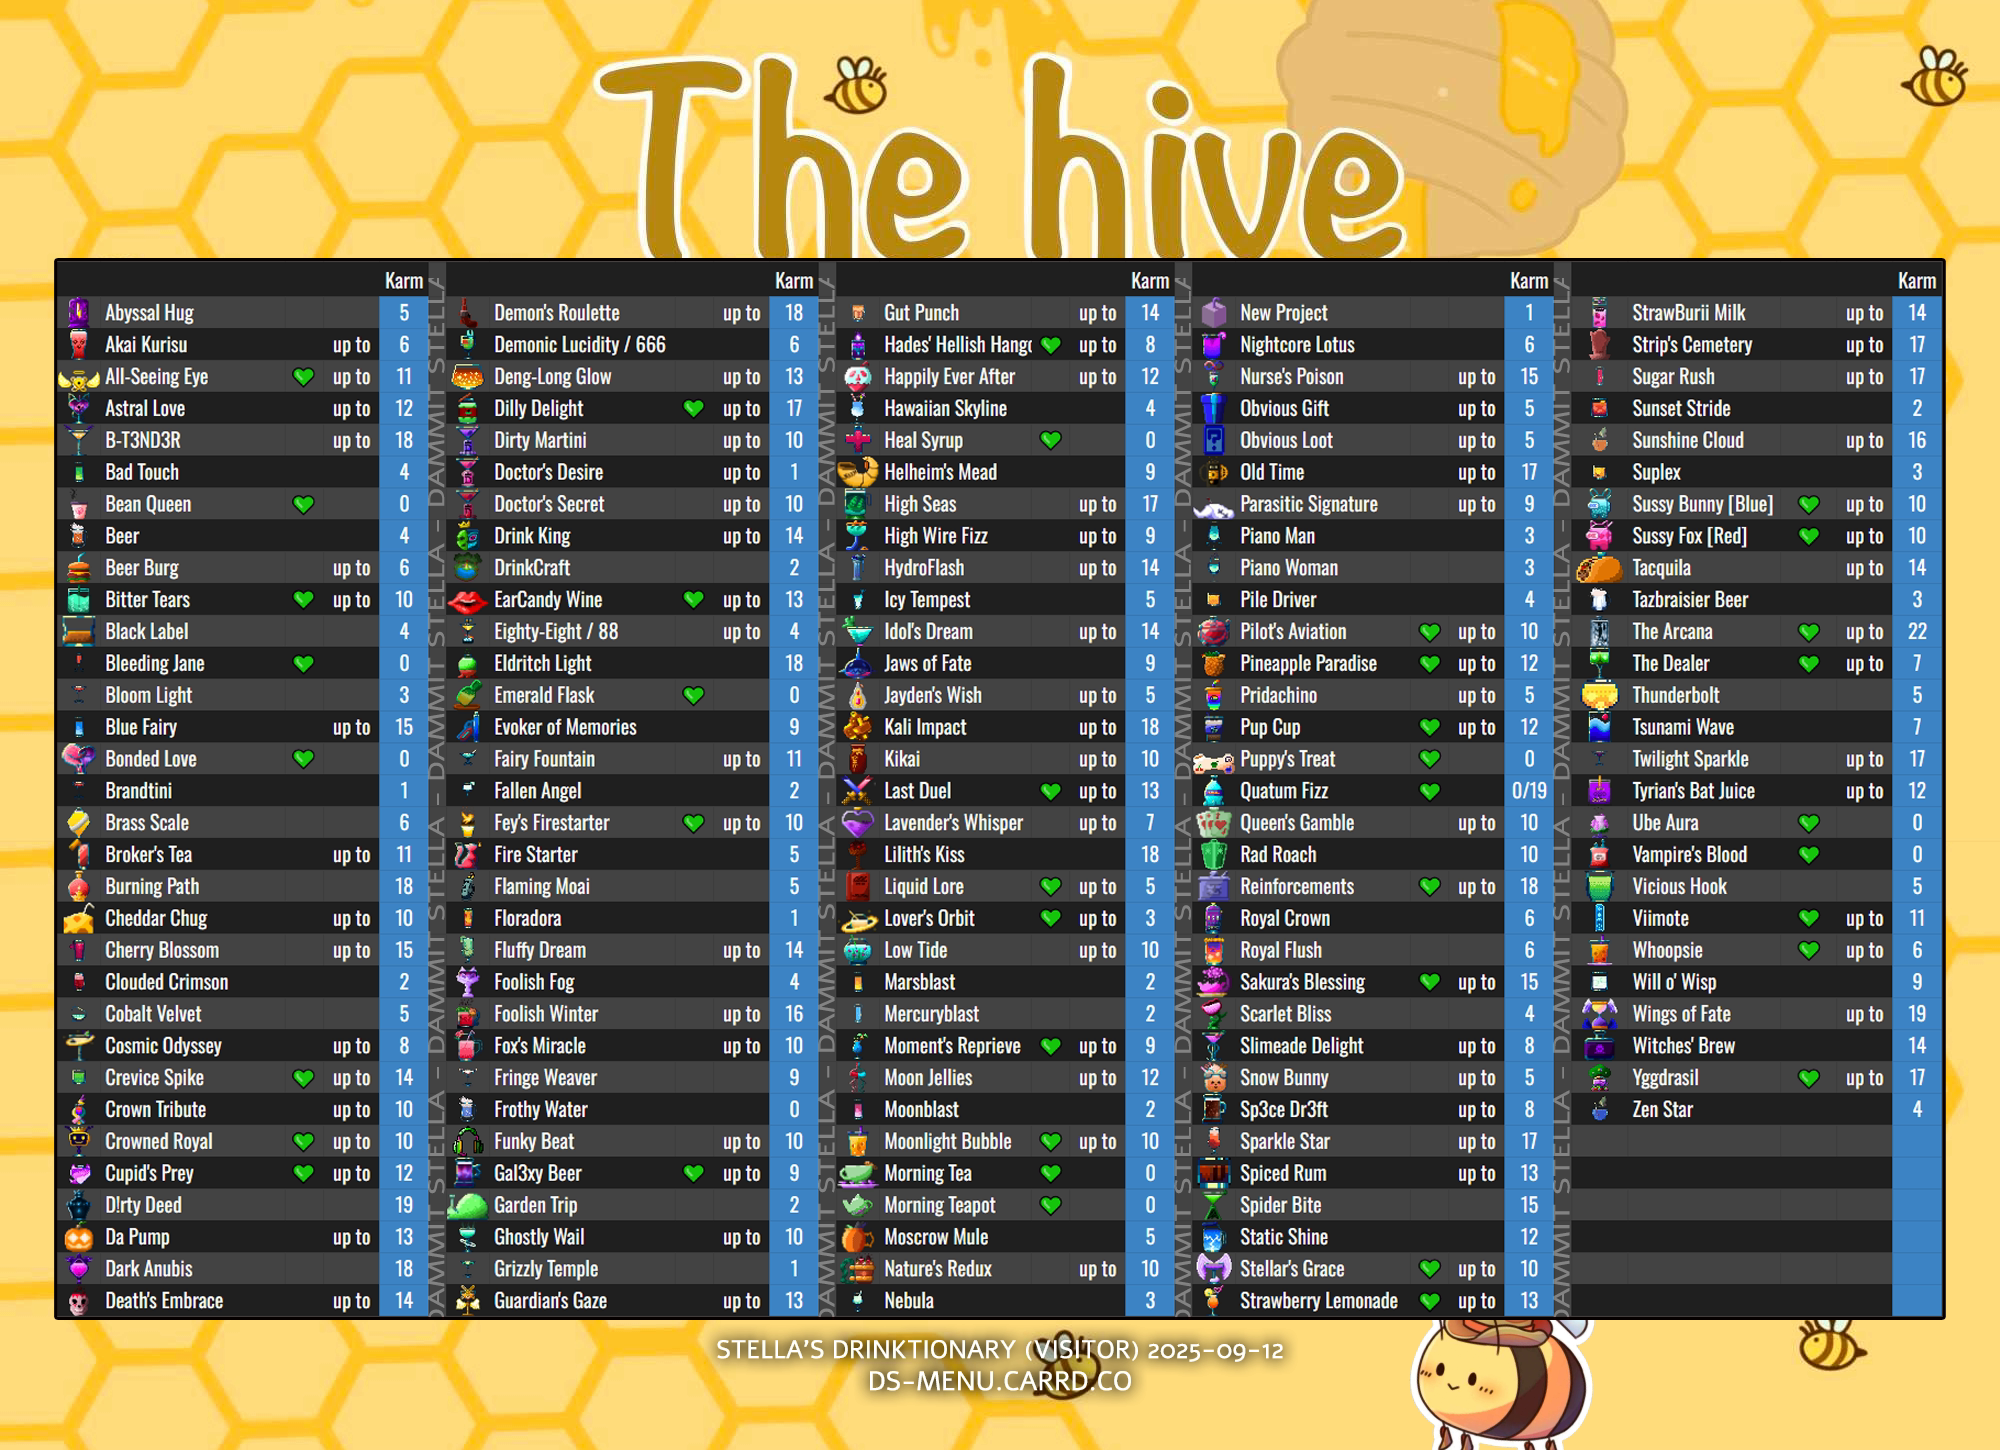 The hive
Karm
Abyssal Hug 5
Akai Kurisu up to 6
All-Seeing Eye up to 11
Astral Love up to 12
B-T3ND3R up to 18
Bad Touch 4
Bean Queen 0
Beer 4
Beer Burg up to 6
Bitter Tears up to 10
Black Label 4
Bleeding Jane 0
Bloom Light 3
Blue Fairy up to 15
Bonded Love 0
Brandtini 1
Brass Scale 6
Broker's Tea up to 11
Burning Path 18
Cheddar Chug up to 10
Cherry Blossom up to 15
Clouded Crimson 2
Cobalt Velvet 5
Cosmic Odyssey up to 8
Crevice Spike up to 14
Crown Tribute up to 10
Crowned Royal up to 10
Cupid's Prey up to 12
D!rty Deed 19
Da Pump up to 13
Dark Anubis 18
Death's Embrace up to 14
STELLA - DAMMIT STELLA - DAMMIT STELLA - DAMMIT
Karm
Demon's Roulette up to 18
Demonic Lucidity / 666 6
Deng-Long Glow up to 13
Dilly Delight up to 17
Dirty Martini up to 10
Doctor's Desire up to 1
Doctor's Secret up to 10
Drink King up to 14
DrinkCraft 2
EarCandy Wine up to 13
Eighty-Eight / 88 up to 4
Eldritch Light 18
Emerald Flask 0
Evoker of Memories 9
Fairy Fountain up to 11
Fallen Angel 2
Fey's Firestarter up to 10
Fire Starter 5
Flaming Moai 5
Floradora 1
Fluffy Dream up to 14
Foolish Fog 4
Foolish Winter up to 16
Fox's Miracle up to 10
Fringe Weaver 9
Frothy Water 0
Funky Beat up to 10
Gal3xy Beer up to 9
Garden Trip 2
Ghostly Wail up to 10
Grizzly Temple 1
Guardian's Gaze up to 13
STELLA - DAMMIT STELLA - DAMMIT STELLA - DAMMIT
Karm
Gut Punch up to 14
Hades' Hellish Hango up to 8
Happily Ever After up to 12
Hawaiian Skyline 4
Heal Syrup 0
Helheim's Mead 9
High Seas up to 17
High Wire Fizz up to 9
HydroFlash up to 14
Icy Tempest 5
Idol's Dream up to 14
Jaws of Fate 9
Jayden's Wish up to 5
Kali Impact up to 18
Kikai up to 10
Last Duel up to 13
Lavender's Whisper up to 7
Lilith's Kiss 18
Liquid Lore up to 5
Lover's Orbit up to 3
Low Tide up to 10
Marsblast 2
Mercuryblast 2
Moment's Reprieve up to 9
Moon Jellies up to 12
Moonblast 2
Moonlight Bubble up to 10
Morning Tea 0
Morning Teapot 0
Moscrow Mule 5
Nature's Redux up to 10
Nebula 3
STELLA - DAMMIT STELLA - DAMMIT STELLA - DAMMIT
Karm
New Project 1
Nightcore Lotus 6
Nurse's Poison up to 15
Obvious Gift up to 5
Obvious Loot up to 5
Old Time up to 17
Parasitic Signature up to 9
Piano Man 3
Piano Woman 3
Pile Driver 4
Pilot's Aviation up to 10
Pineapple Paradise up to 12
Pridachino up to 5
Pup Cup up to 12
Puppy's Treat 0
Quatum Fizz 0/19
Queen's Gamble up to 10
Rad Roach 10
Reinforcements up to 18
Royal Crown 6
Royal Flush 6
Sakura's Blessing up to 15
Scarlet Bliss 4
Slimeade Delight up to 8
Snow Bunny up to 5
Sp3ce Dr3ft up to 8
Sparkle Star up to 17
Spiced Rum up to 13
Spider Bite 15
Static Shine 12
Stellar's Grace up to 10
Strawberry Lemonade up to 13
STELLA - DAMMIT STELLA - DAMMIT STELLA - DAMMIT
Karm
StrawBurii Milk up to 14
Strip's Cemetery up to 17
Sugar Rush up to 17
Sunset Stride 2
Sunshine Cloud up to 16
Suplex 3
Sussy Bunny [Blue] up to 10
Sussy Fox [Red] up to 10
Tacquila up to 14
Tazbraisier Beer 3
The Arcana up to 22
The Dealer up to 7
Thunderbolt 5
Tsunami Wave 7
Twilight Sparkle up to 17
Tyrian's Bat Juice up to 12
Ube Aura 0
Vampire's Blood 0
Vicious Hook 5
Viimote up to 11
Whoopsie up to 6
Will o' Wisp 9
Wings of Fate up to 19
Witches' Brew 14
Yggdrasil up to 17
Zen Star 4
STELLA'S DRINKTIONARY (VISITOR) 2025-09-12
DS-MENU.CARRD.CO